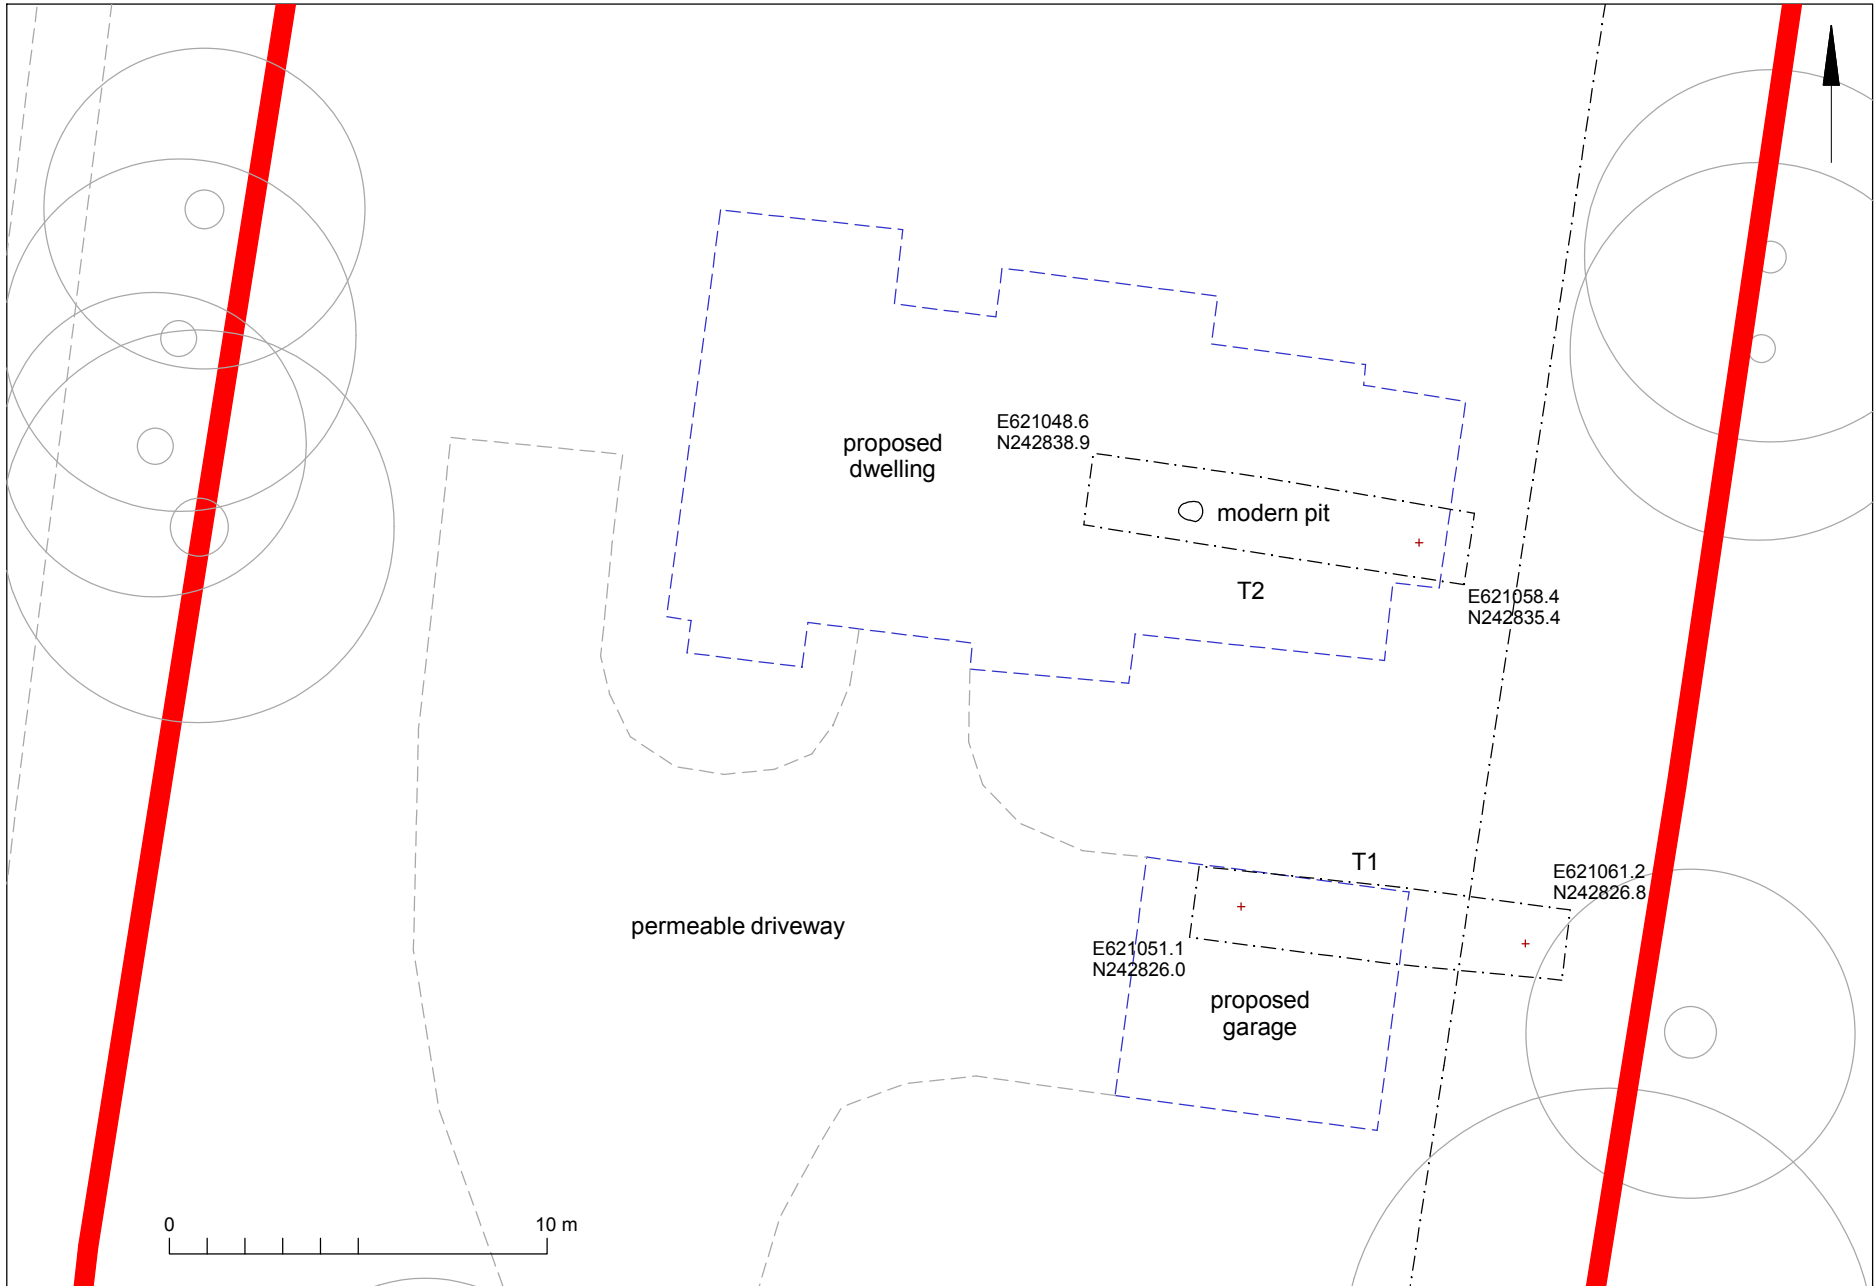 E621048.6
N242838.9
proposed
dwelling
modern pit
T2
E621058.4
N242835.4
T1
E621061.2
N242826.8
permeable driveway
E621051.1
N242826.0
proposed
garage
0
10 m